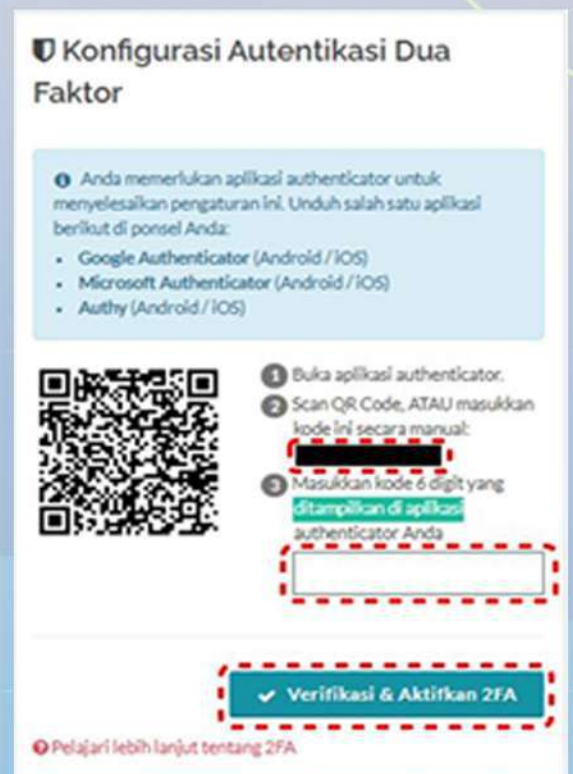 Konfigurasi Autentikasi Dua
Faktor
Anda memerlukan aplikasi authenticator untuk
menyelesaikan pengaturan ini. Unduh salah satu aplikasi
berikut di ponsel Anda:
• Google Authenticator (Android / iOS)
• Microsoft Authenticator (Android / iOS)
• Authy (Android / iOS)
1 Buka aplikasi authenticator.
2 Scan QR Code, ATAU masukkan
kode ini secara manual:
3 Masukkan kode 6 digit yang
ditampilkan di aplikasi
authenticator Anda
Verifikasi & Aktifkan 2FA
Pelajari lebih lanjut tentang 2FA